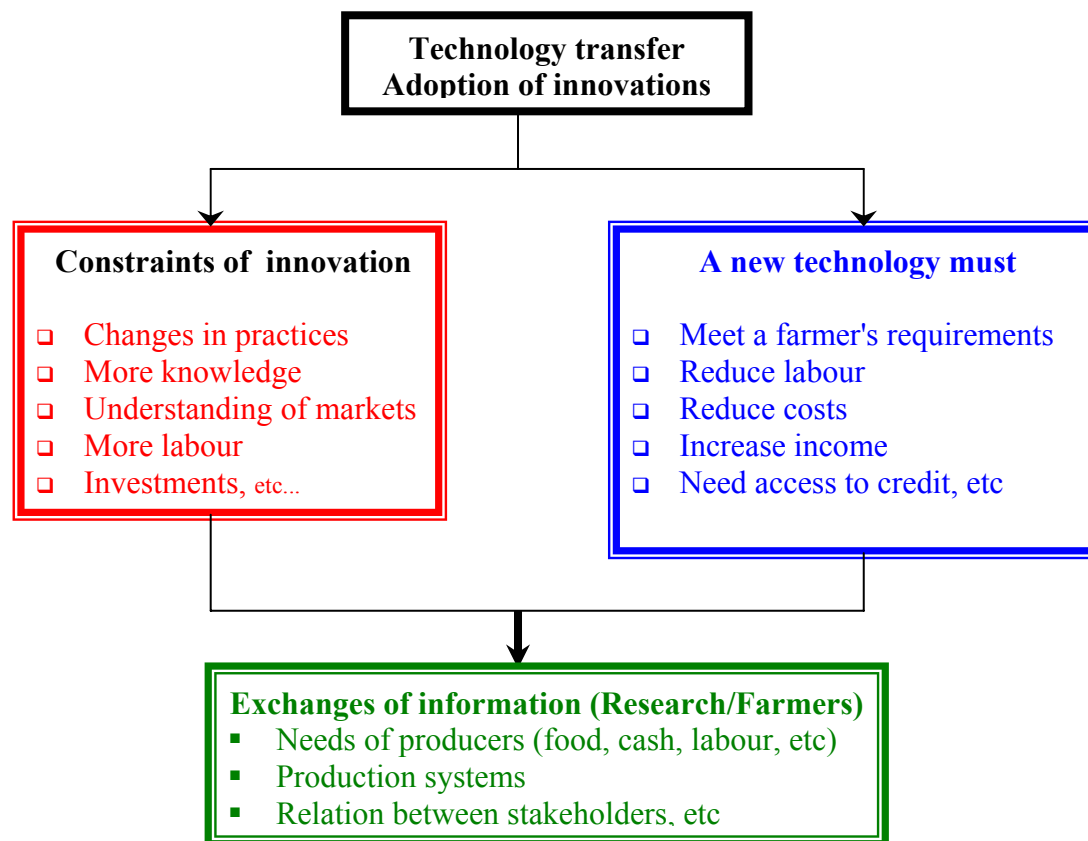 Technology transfer
Adoption of innovations
Constraints of innovation
❑ Changes in practices
❑ More knowledge
❑ Understanding of markets
❑ More labour
❑ Investments, etc...
A new technology must
❑ Meet a farmer's requirements
❑ Reduce labour
❑ Reduce costs
❑ Increase income
❑ Need access to credit, etc
Exchanges of information (Research/Farmers)
▪ Needs of producers (food, cash, labour, etc)
▪ Production systems
▪ Relation between stakeholders, etc